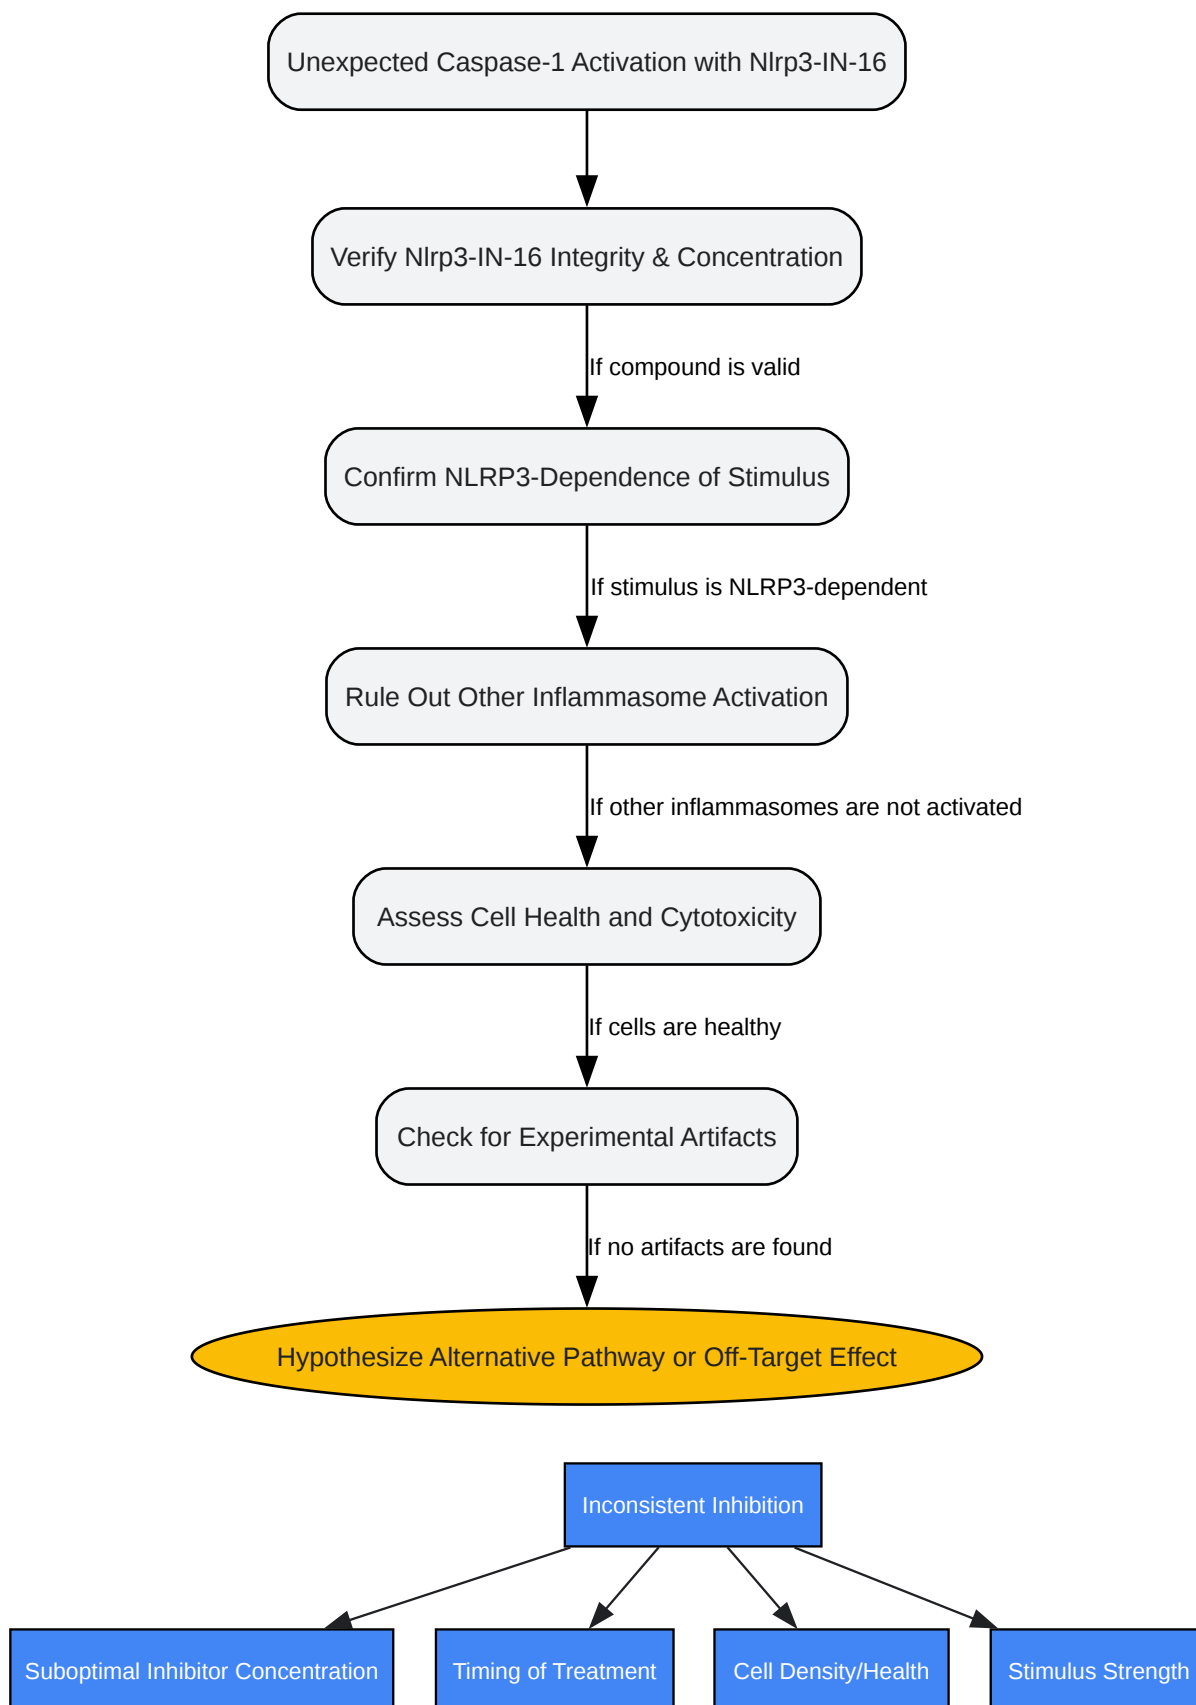 Unexpected Caspase-1 Activation with Nlrp3-IN-16
Verify Nlrp3-IN-16 Integrity & Concentration
If compound is valid
Confirm NLRP3-Dependence of Stimulus
If stimulus is NLRP3-dependent
Rule Out Other Inflammasome Activation
If other inflammasomes are not activated
Assess Cell Health and Cytotoxicity
If cells are healthy
Check for Experimental Artifacts
If no artifacts are found
Hypothesize Alternative Pathway or Off-Target Effect
Inconsistent Inhibition
Suboptimal Inhibitor Concentration
Timing of Treatment
Cell Density/Health
Stimulus Strength